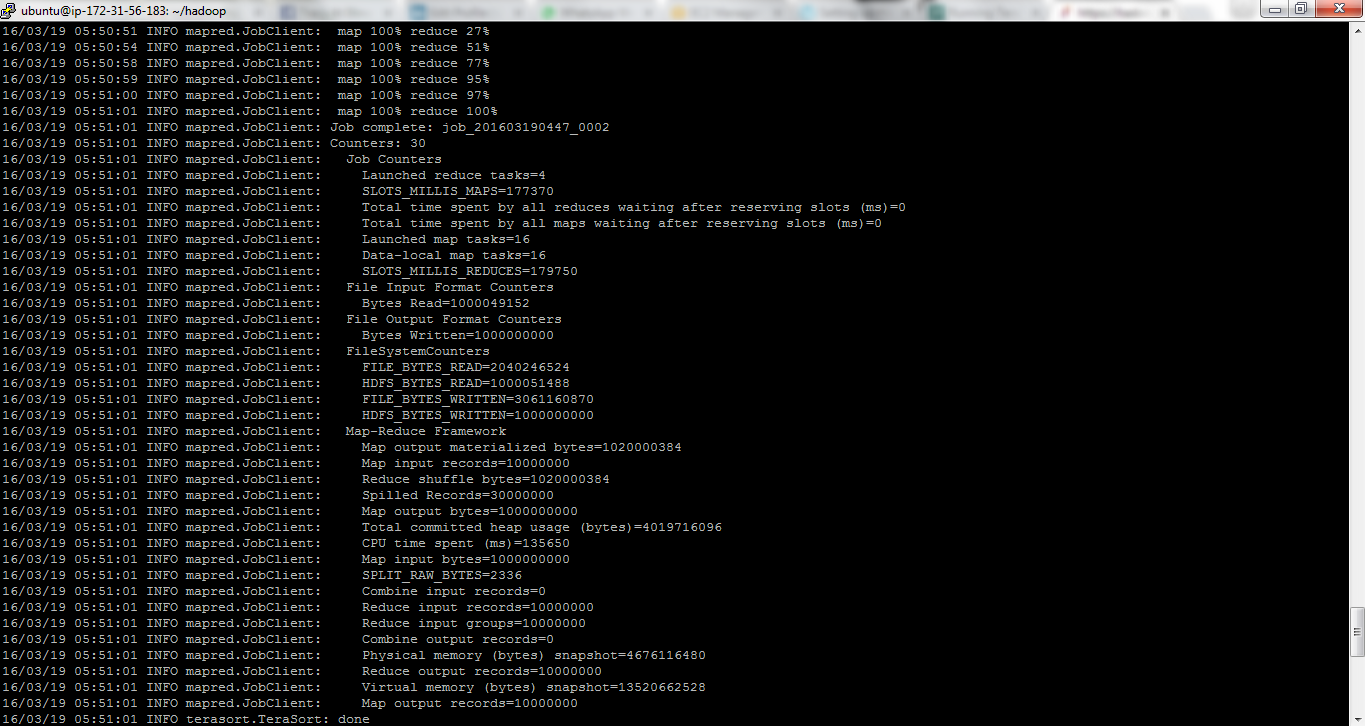 ubuntu@ip-172-31-56-183: ~/hadoop
16/03/19 05:50:51 INFO mapred.JobClient:  map 100% reduce 27%
16/03/19 05:50:54 INFO mapred.JobClient:  map 100% reduce 51%
16/03/19 05:50:58 INFO mapred.JobClient:  map 100% reduce 77%
16/03/19 05:50:59 INFO mapred.JobClient:  map 100% reduce 95%
16/03/19 05:51:00 INFO mapred.JobClient:  map 100% reduce 97%
16/03/19 05:51:01 INFO mapred.JobClient:  map 100% reduce 100%
16/03/19 05:51:01 INFO mapred.JobClient: Job complete: job_201603190447_0002
16/03/19 05:51:01 INFO mapred.JobClient: Counters: 30
16/03/19 05:51:01 INFO mapred.JobClient:   Job Counters
16/03/19 05:51:01 INFO mapred.JobClient:     Launched reduce tasks=4
16/03/19 05:51:01 INFO mapred.JobClient:     SLOTS_MILLIS_MAPS=177370
16/03/19 05:51:01 INFO mapred.JobClient:     Total time spent by all reduces waiting after reserving slots (ms)=0
16/03/19 05:51:01 INFO mapred.JobClient:     Total time spent by all maps waiting after reserving slots (ms)=0
16/03/19 05:51:01 INFO mapred.JobClient:     Launched map tasks=16
16/03/19 05:51:01 INFO mapred.JobClient:     Data-local map tasks=16
16/03/19 05:51:01 INFO mapred.JobClient:     SLOTS_MILLIS_REDUCES=179750
16/03/19 05:51:01 INFO mapred.JobClient:   File Input Format Counters
16/03/19 05:51:01 INFO mapred.JobClient:     Bytes Read=1000049152
16/03/19 05:51:01 INFO mapred.JobClient:   File Output Format Counters
16/03/19 05:51:01 INFO mapred.JobClient:     Bytes Written=1000000000
16/03/19 05:51:01 INFO mapred.JobClient:   FileSystemCounters
16/03/19 05:51:01 INFO mapred.JobClient:     FILE_BYTES_READ=2040246524
16/03/19 05:51:01 INFO mapred.JobClient:     HDFS_BYTES_READ=1000051488
16/03/19 05:51:01 INFO mapred.JobClient:     FILE_BYTES_WRITTEN=3061160870
16/03/19 05:51:01 INFO mapred.JobClient:     HDFS_BYTES_WRITTEN=1000000000
16/03/19 05:51:01 INFO mapred.JobClient:   Map-Reduce Framework
16/03/19 05:51:01 INFO mapred.JobClient:     Map output materialized bytes=1020000384
16/03/19 05:51:01 INFO mapred.JobClient:     Map input records=10000000
16/03/19 05:51:01 INFO mapred.JobClient:     Reduce shuffle bytes=1020000384
16/03/19 05:51:01 INFO mapred.JobClient:     Spilled Records=30000000
16/03/19 05:51:01 INFO mapred.JobClient:     Map output bytes=1000000000
16/03/19 05:51:01 INFO mapred.JobClient:     Total committed heap usage (bytes)=4019716096
16/03/19 05:51:01 INFO mapred.JobClient:     CPU time spent (ms)=135650
16/03/19 05:51:01 INFO mapred.JobClient:     Map input bytes=1000000000
16/03/19 05:51:01 INFO mapred.JobClient:     SPLIT_RAW_BYTES=2336
16/03/19 05:51:01 INFO mapred.JobClient:     Combine input records=0
16/03/19 05:51:01 INFO mapred.JobClient:     Reduce input records=10000000
16/03/19 05:51:01 INFO mapred.JobClient:     Reduce input groups=10000000
16/03/19 05:51:01 INFO mapred.JobClient:     Combine output records=0
16/03/19 05:51:01 INFO mapred.JobClient:     Physical memory (bytes) snapshot=4676116480
16/03/19 05:51:01 INFO mapred.JobClient:     Reduce output records=10000000
16/03/19 05:51:01 INFO mapred.JobClient:     Virtual memory (bytes) snapshot=13520662528
16/03/19 05:51:01 INFO mapred.JobClient:     Map output records=10000000
16/03/19 05:51:01 INFO terasort.TeraSort: done